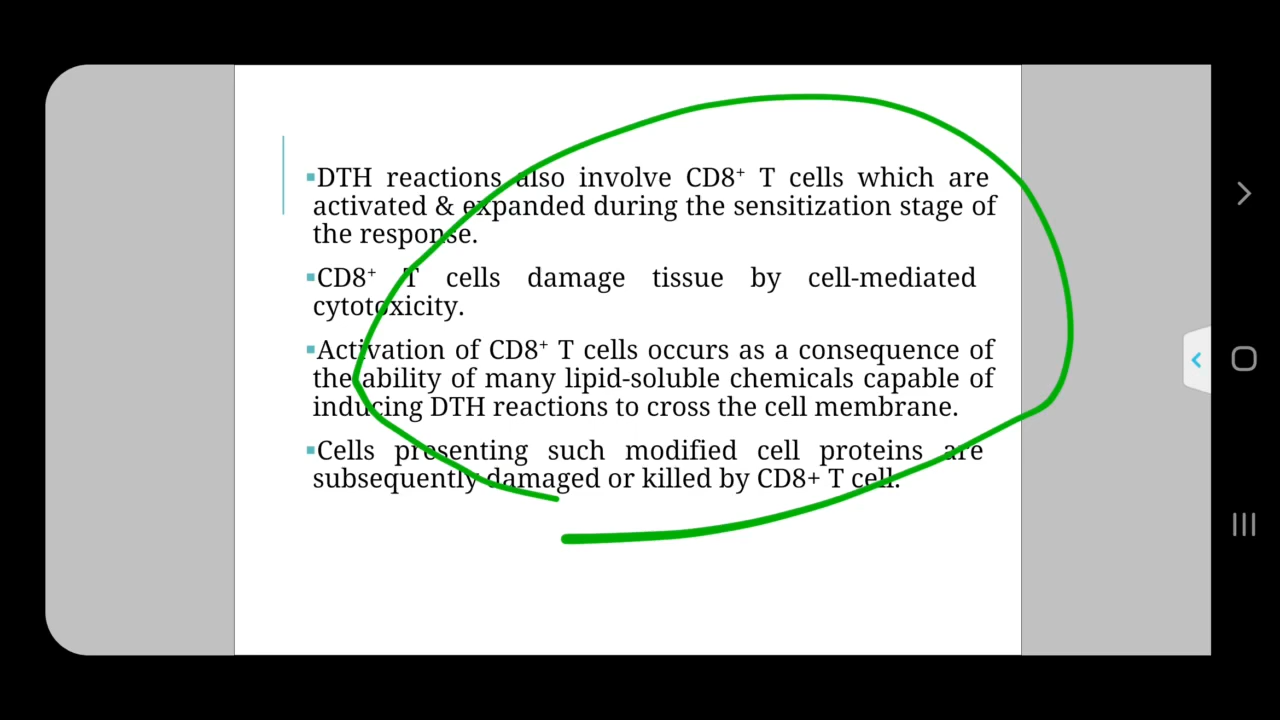 ▪DTH reactions also involve CD8⁺ T cells which are
activated & expanded during the sensitization stage of
the response.
▪CD8⁺ T cells damage tissue by cell-mediated
cytotoxicity.
▪Activation of CD8⁺ T cells occurs as a consequence of
the ability of many lipid-soluble chemicals capable of
inducing DTH reactions to cross the cell membrane.
▪Cells presenting such modified cell proteins are
subsequently damaged or killed by CD8+ T cell.